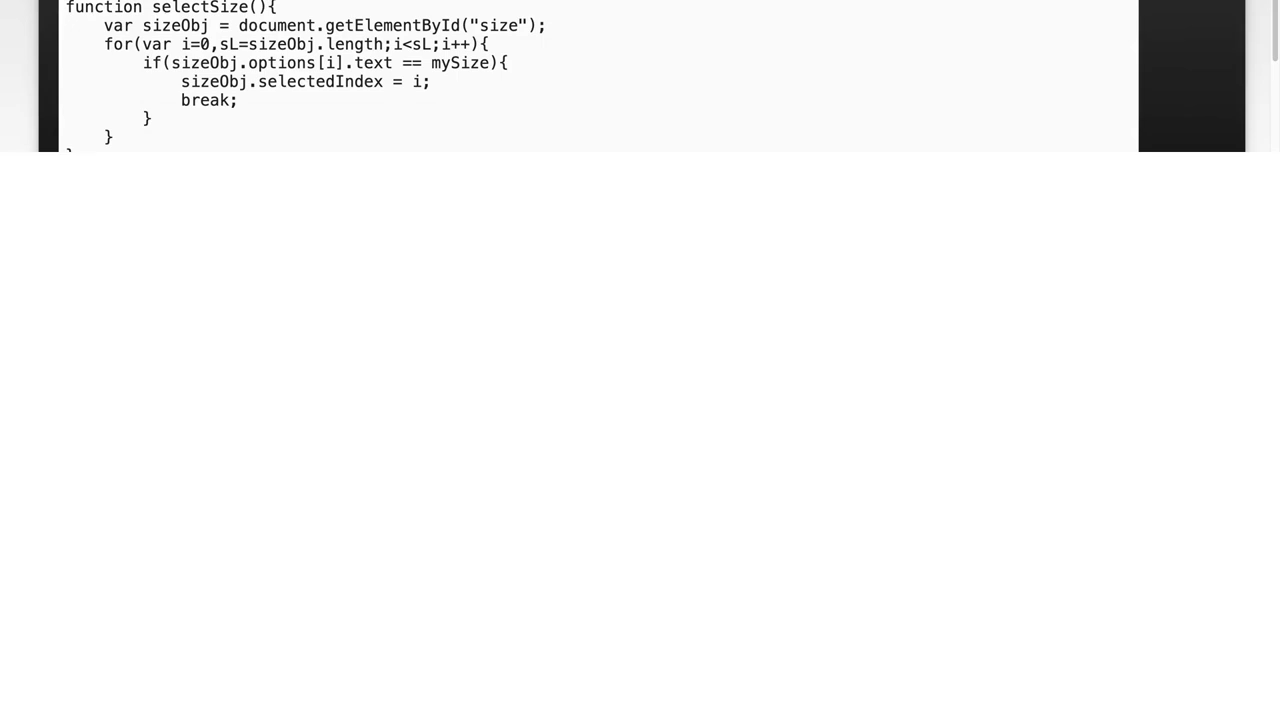 function selectSize(){
var sizeObj = document.getElementById("size");
for(var i=0,sL=sizeObj.length;i<sL;i++){
if(sizeObj.options[i].text == mySize){
sizeObj.selectedIndex = i;
break;
}
}
}